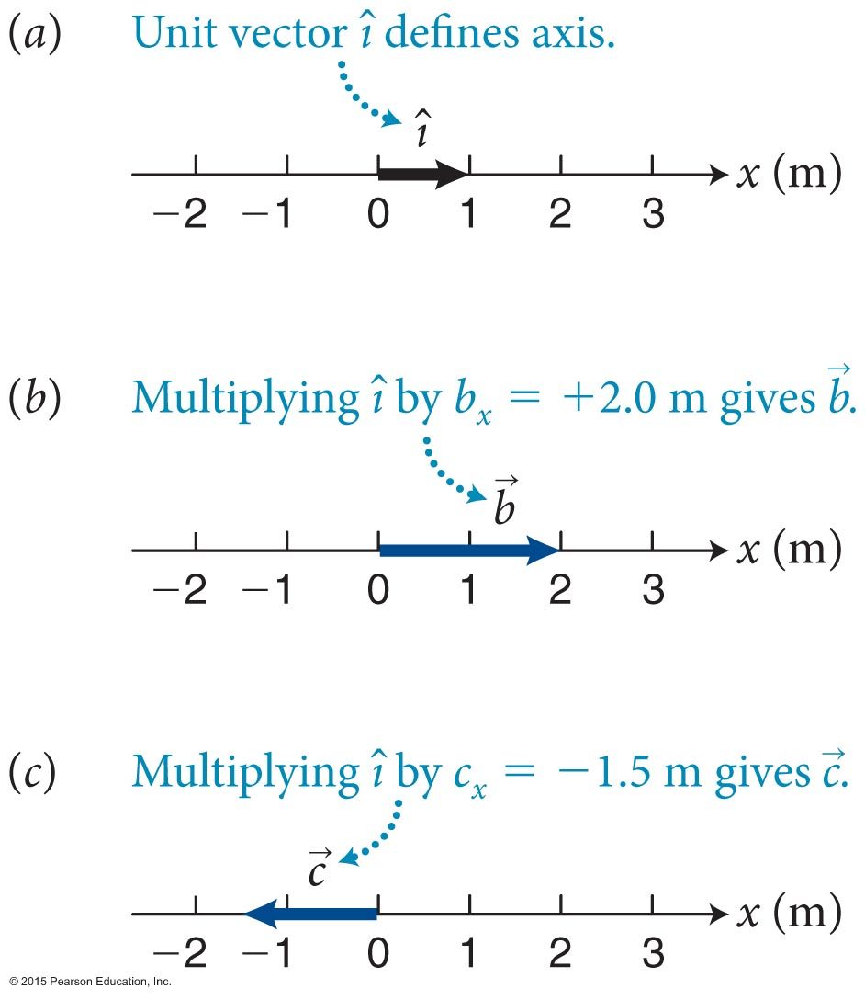 (a) Unit vector î defines axis.
î
x (m)
−2 −1 0 1 2 3
(b) Multiplying î by bₓ = +2.0 m gives b⃗.
b⃗
x (m)
−2 −1 0 1 2 3
(c) Multiplying î by cₓ = −1.5 m gives c⃗.
c⃗
x (m)
−2 −1 0 1 2 3
© 2015 Pearson Education, Inc.